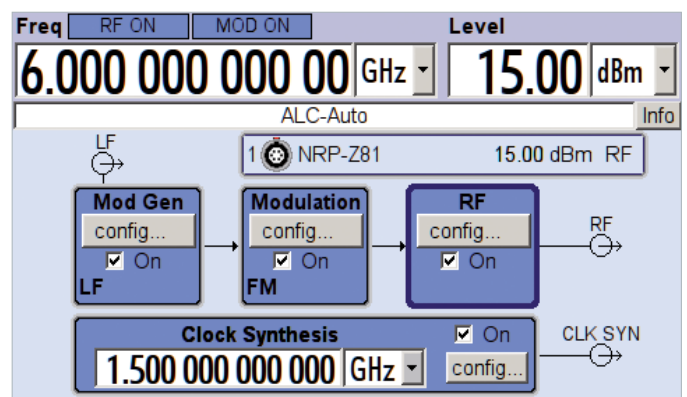 Freq RF ON MOD ON Level
6.000 000 000 00 GHz 15.00 dBm
ALC-Auto Info
LF
1 NRP-Z81 15.00 dBm RF
Mod Gen Modulation RF
config... config... config... RF
On On On
LF FM
Clock Synthesis On CLK SYN
1.500 000 000 000 GHz config...